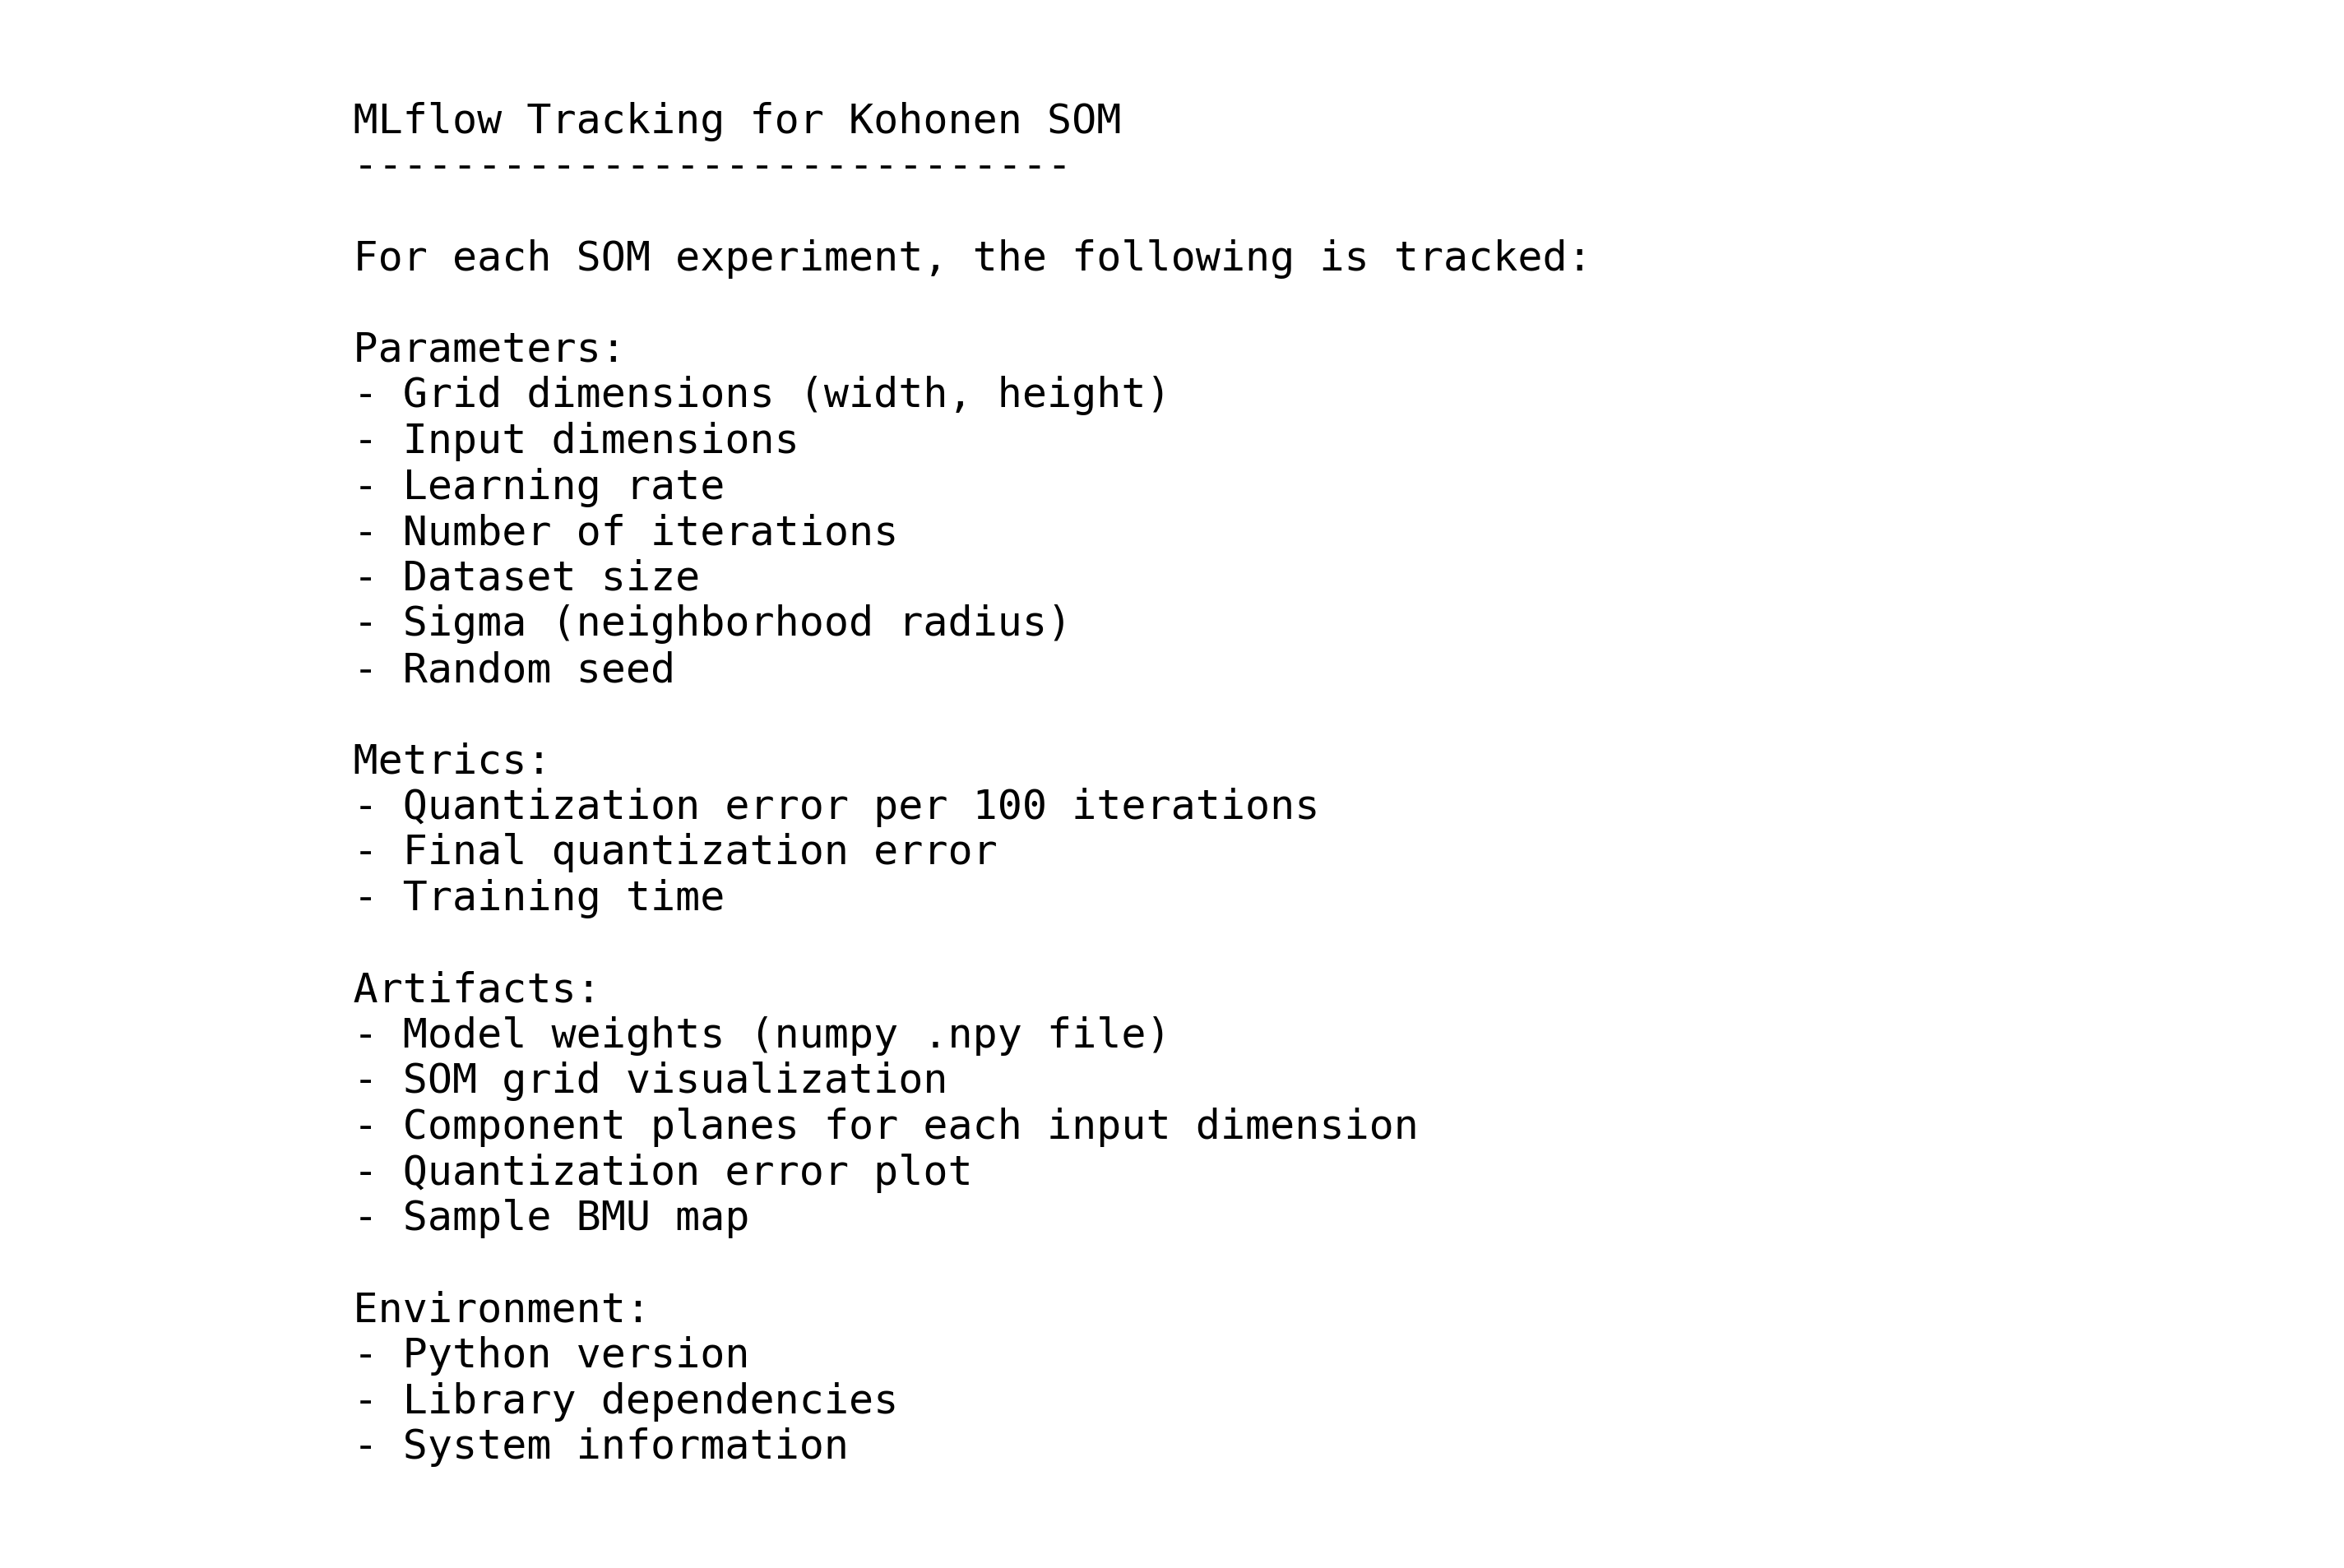 MLflow Tracking for Kohonen SOM
-----------------------------
For each SOM experiment, the following is tracked:
Parameters:
- Grid dimensions (width, height)
- Input dimensions
- Learning rate
- Number of iterations
- Dataset size
- Sigma (neighborhood radius)
- Random seed
Metrics:
- Quantization error per 100 iterations
- Final quantization error
- Training time
Artifacts:
- Model weights (numpy .npy file)
- SOM grid visualization
- Component planes for each input dimension
- Quantization error plot
- Sample BMU map
Environment:
- Python version
- Library dependencies
- System information